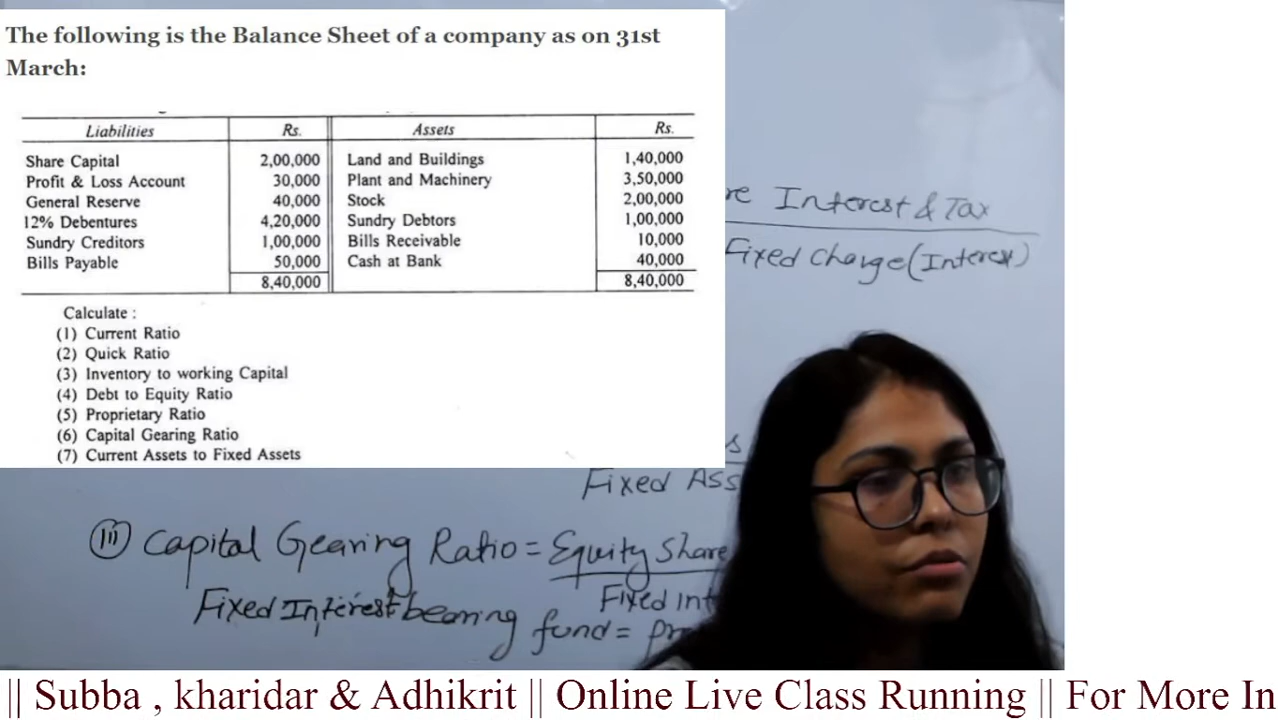 The following is the Balance Sheet of a company as on 31st
March:
Liabilities Rs. Assets Rs.
Share Capital 2,00,000 Land and Buildings 1,40,000
Profit & Loss Account 30,000 Plant and Machinery 3,50,000
General Reserve 40,000 Stock 2,00,000
12% Debentures 4,20,000 Sundry Debtors 1,00,000
Sundry Creditors 1,00,000 Bills Receivable 10,000
Bills Payable 50,000 Cash at Bank 40,000
8,40,000 8,40,000
Calculate :
(1) Current Ratio
(2) Quick Ratio
(3) Inventory to working Capital
(4) Debt to Equity Ratio
(5) Proprietary Ratio
(6) Capital Gearing Ratio
(7) Current Assets to Fixed Assets
re Interest & Tax
Fixed Charge (Interest)
Fixed Ass
(iii) Capital Gearing Ratio = Equity Share
Fixed Int
Fixed Interest bearing fund = pr
|| Subba , kharidar & Adhikrit || Online Live Class Running || For More In